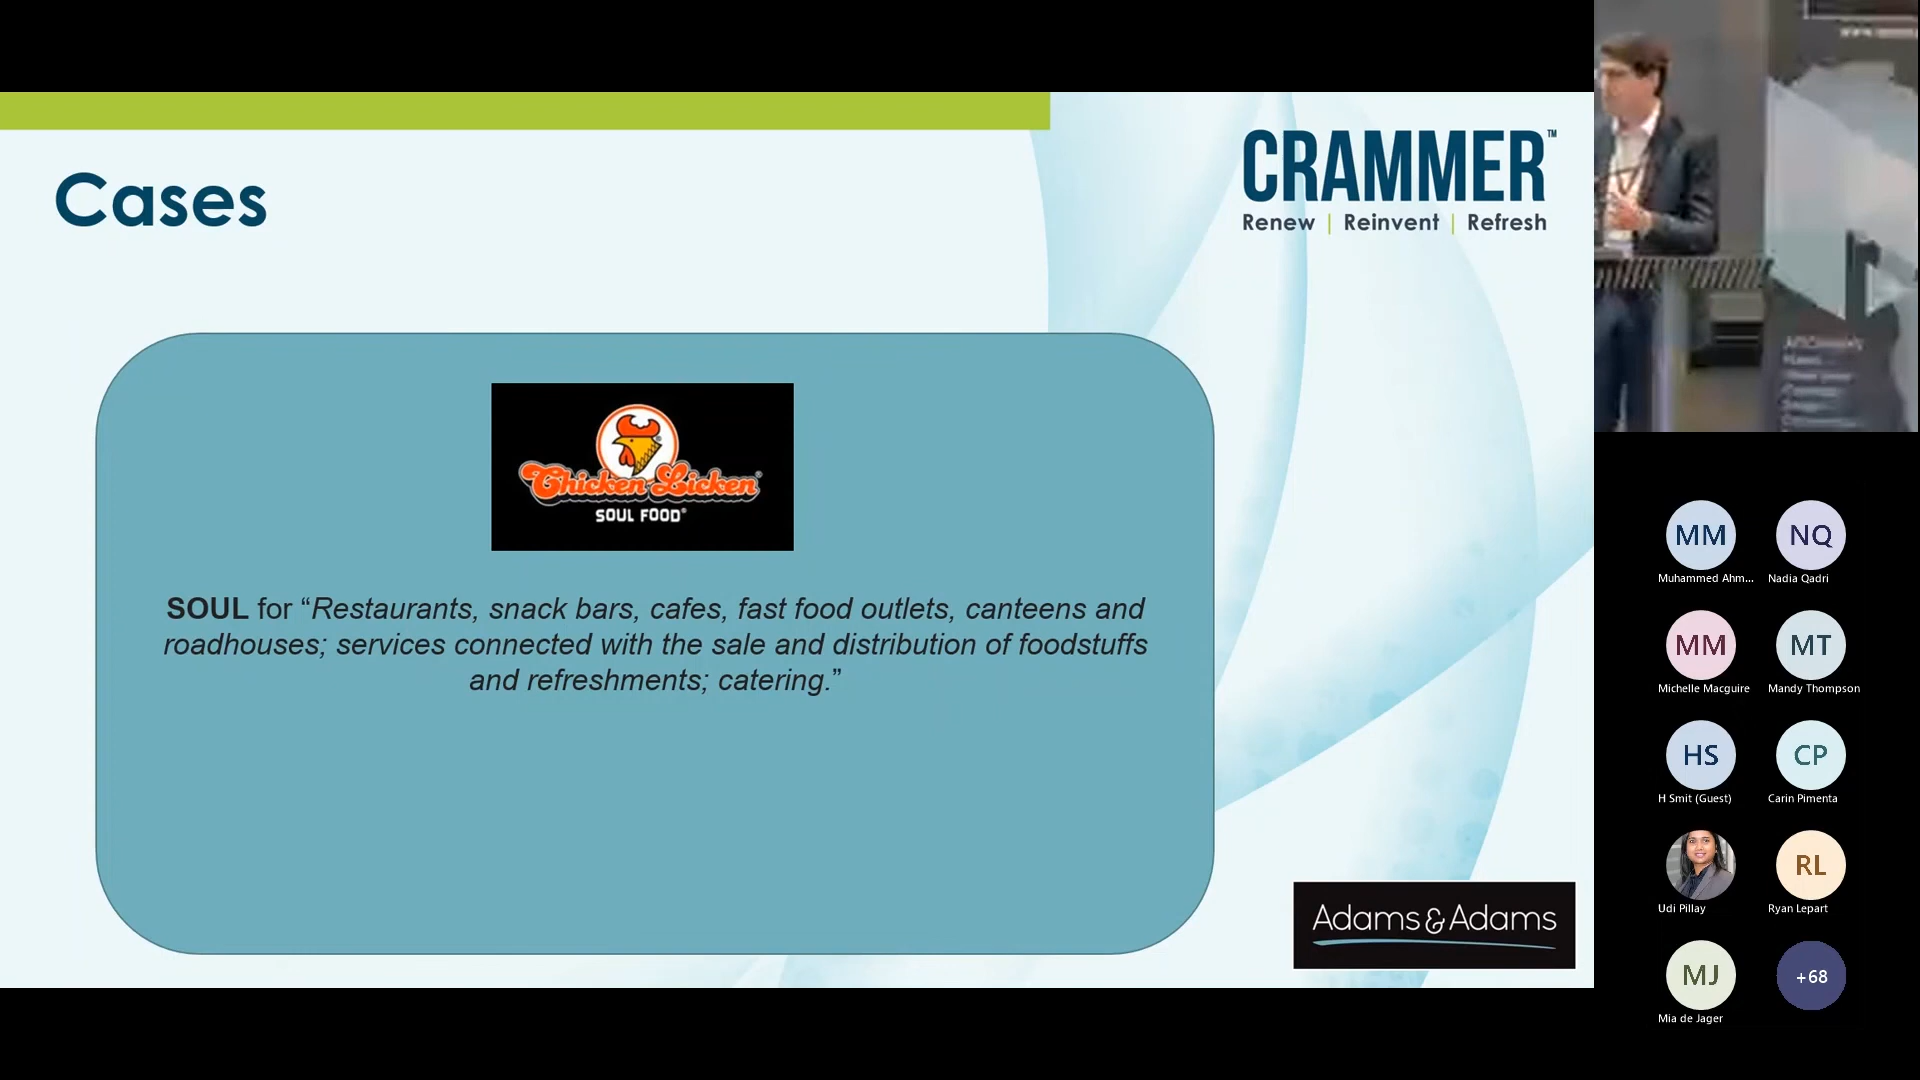 Cases
CRAMMER™
Renew | Reinvent | Refresh
Chicken Licken®
SOUL FOOD®
SOUL for “Restaurants, snack bars, cafes, fast food outlets, canteens and
roadhouses; services connected with the sale and distribution of foodstuffs
and refreshments; catering.”
Adams & Adams
MM
Muhammed Ahm...
NQ
Nadia Qadri
MM
Michelle Macguire
MT
Mandy Thompson
HS
H Smit (Guest)
CP
Carin Pimenta
Udi Pillay
RL
Ryan Lepart
MJ
Mia de Jager
+68